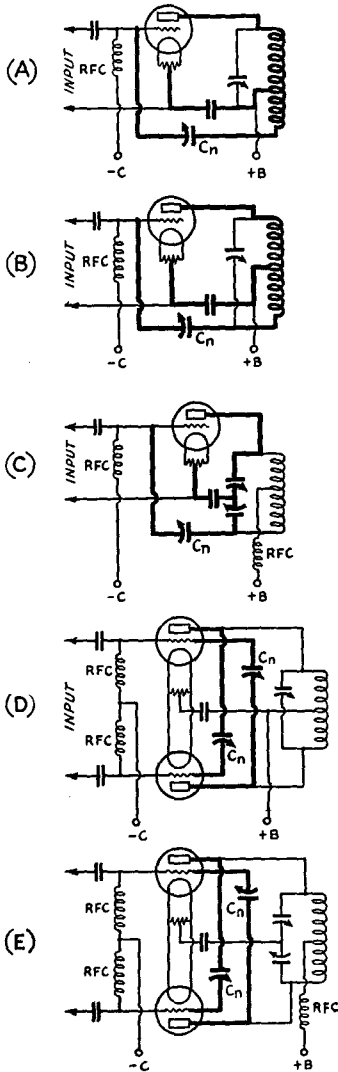 (A)
INPUT
RFC
Cn
-C
+B
(B)
INPUT
RFC
Cn
-C
+B
(C)
INPUT
RFC
Cn
RFC
-C
+B
(D)
INPUT
RFC
Cn
RFC
Cn
-C
+B
(E)
RFC
Cn
RFC
Cn
RFC
-C
+B